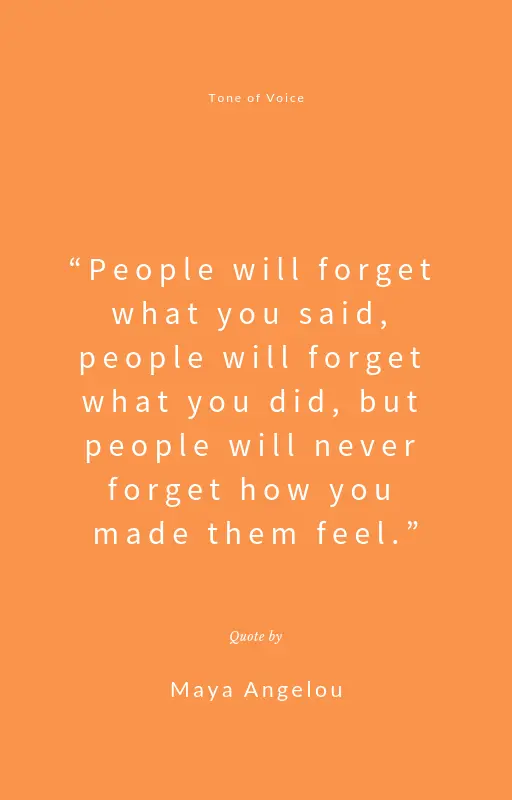 Tone of Voice
“People will forget
what you said,
people will forget
what you did, but
people will never
forget how you
made them feel.”
Quote by
Maya Angelou